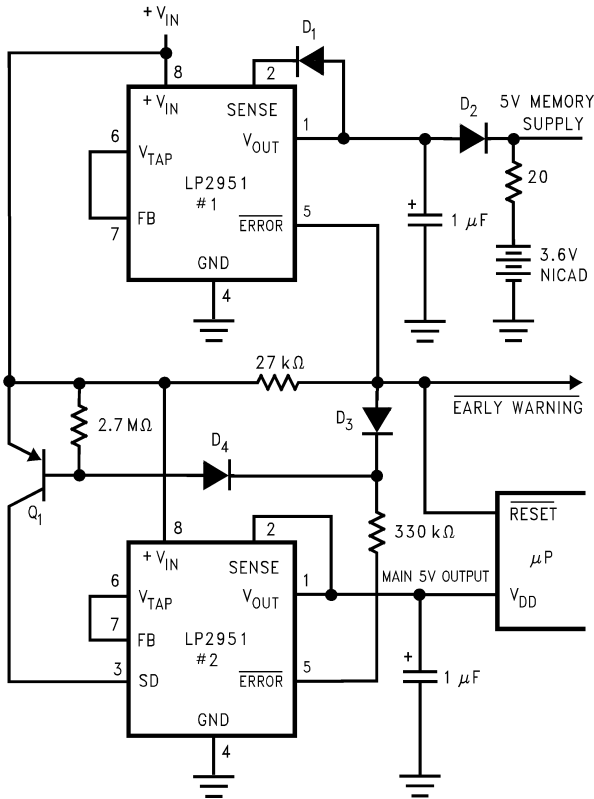 + VIN
D1
8
2
+ VIN
SENSE
D2
5V MEMORY
SUPPLY
6
VTAP
VOUT
1
LP2951
#1
20
+
1 μF
7
FB
ERROR
5
3.6V
NICAD
GND
4
27 kΩ
2.7 MΩ
D3
EARLY WARNING
D4
Q1
8
2
330 kΩ
RESET
μP
+ VIN
SENSE
6
VTAP
VOUT
1
MAIN 5V OUTPUT
VDD
7
FB
LP2951
#2
3
SD
ERROR
5
+
1 μF
GND
4